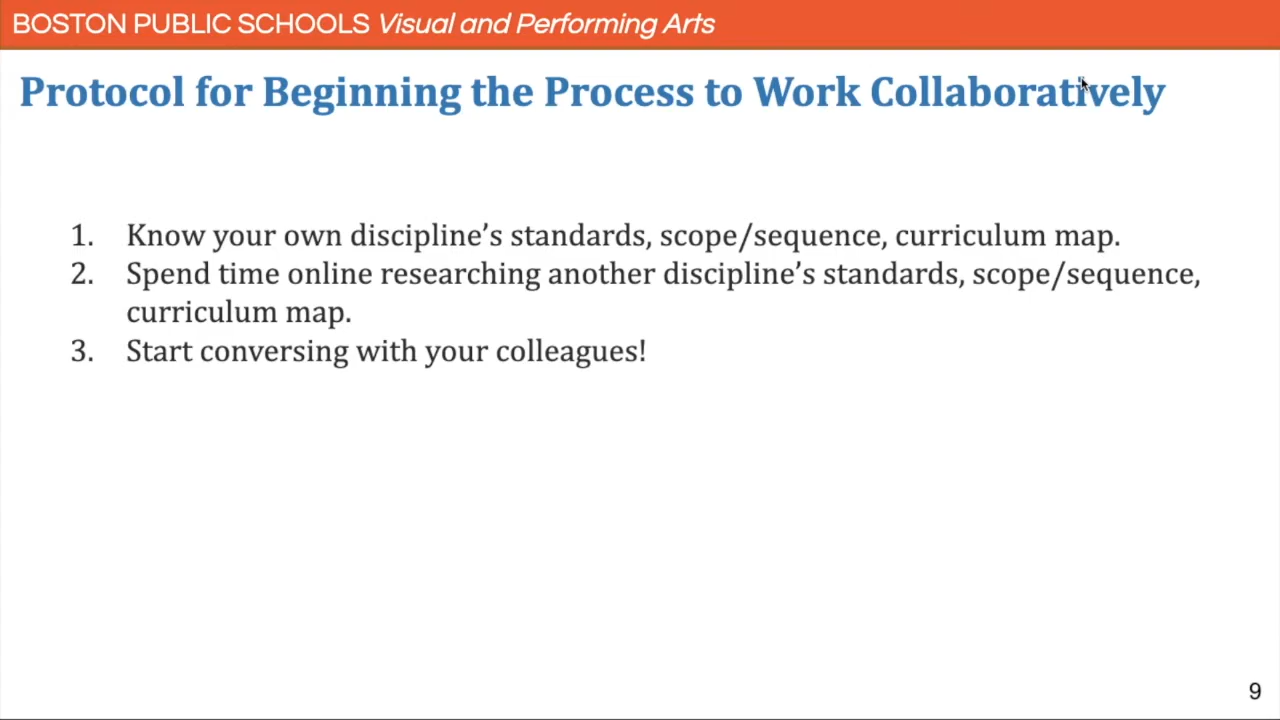 BOSTON PUBLIC SCHOOLS Visual and Performing Arts
Protocol for Beginning the Process to Work Collaboratively
1. Know your own discipline’s standards, scope/sequence, curriculum map.
2. Spend time online researching another discipline’s standards, scope/sequence,
curriculum map.
3. Start conversing with your colleagues!
9